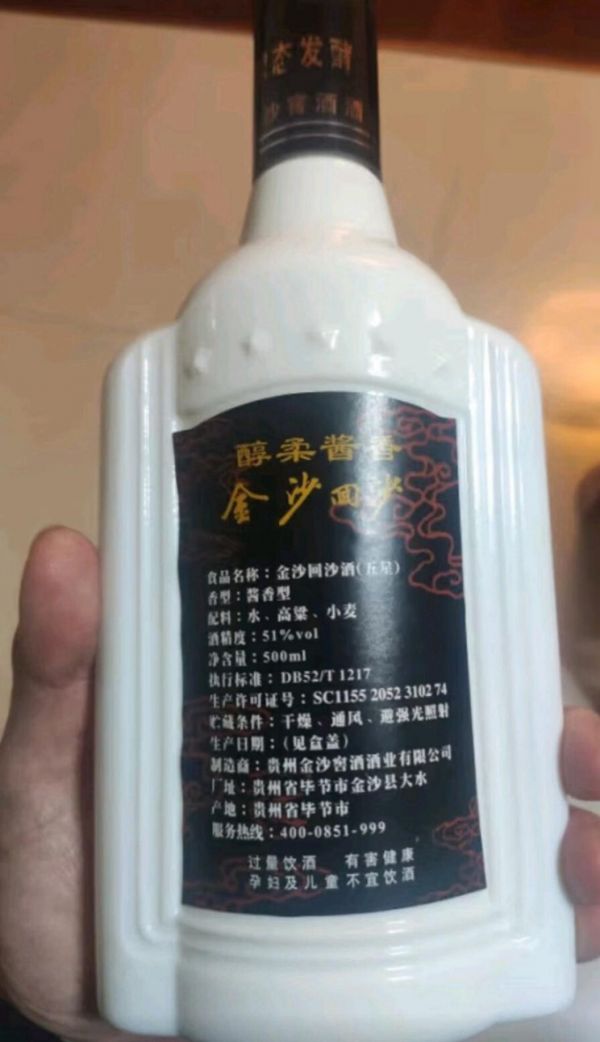 态发酵
沙窖酒酒
醇柔酱香
金沙回沙
食品名称：金沙回沙酒(五星)
香型：酱香型
配料：水、高粱、小麦
酒精度：51%vol
净含量：500ml
执行标准：DB52/T 1217
生产许可证号：SC1155 2052 3102 74
贮藏条件：干燥、通风、避强光照射
生产日期：(见盒盖)
制造商：贵州金沙窖酒酒业有限公司
厂址：贵州省毕节市金沙县大水
产地：贵州省毕节市
服务热线：400-0851-999
过量饮酒 有害健康
孕妇及儿童 不宜饮酒